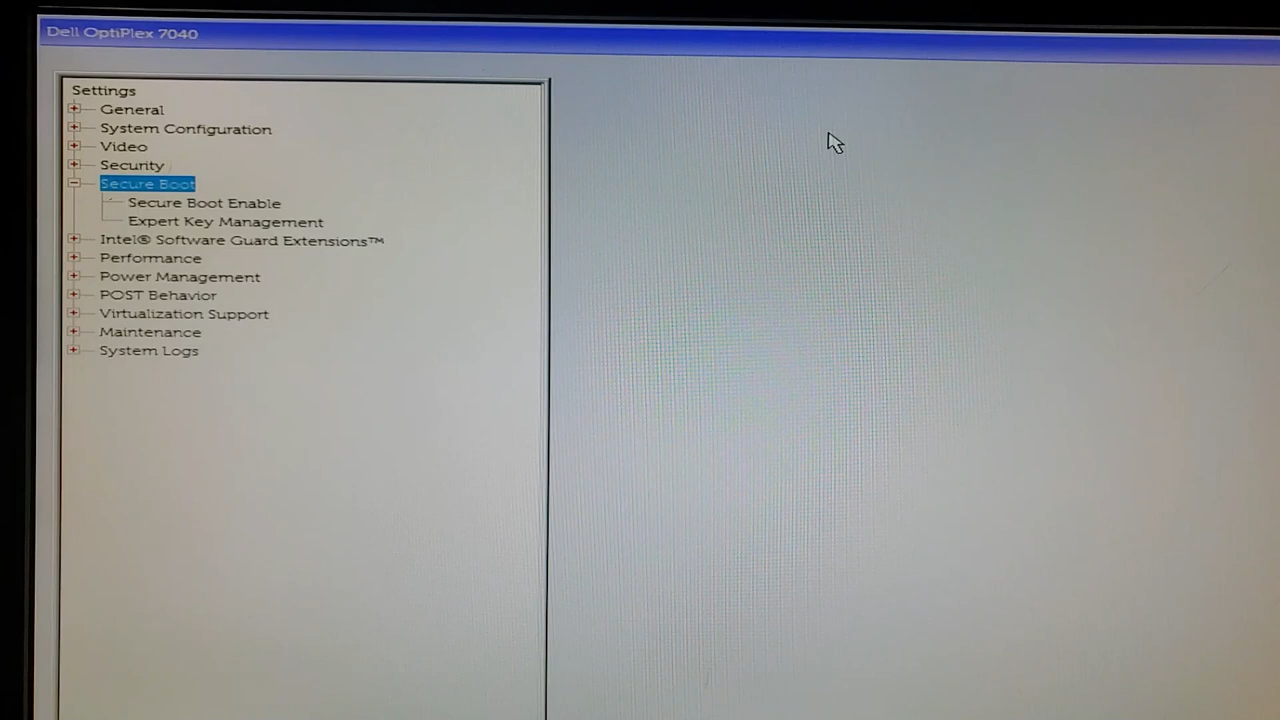 Dell OptiPlex 7040
Settings
General
System Configuration
Video
Security
Secure Boot
Secure Boot Enable
Expert Key Management
Intel® Software Guard Extensions™
Performance
Power Management
POST Behavior
Virtualization Support
Maintenance
System Logs